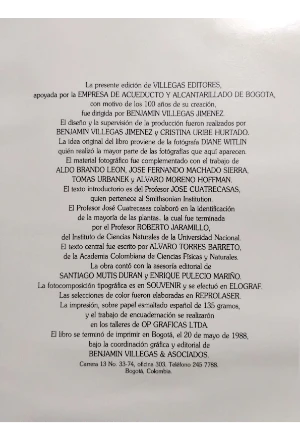 La presente edición de VILLEGAS EDITORES,
apoyada por la EMPRESA DE ACUEDUCTO Y ALCANTARILLADO DE BOGOTA,
con motivo de los 100 años de su creación,
fue dirigida por BENJAMIN VILLEGAS JIMENEZ.
El diseño y la supervisión de la producción fueron realizados por
BENJAMIN VILLEGAS JIMENEZ y CRISTINA URIBE HURTADO.
La idea original del libro proviene de la fotógrafa DIANE WITLIN
quién realizó la mayor parte de las fotografías que aquí aparecen.
El material fotográfico fue complementado con el trabajo de
ALDO BRANDO LEON, JOSE FERNANDO MACHADO SIERRA,
TOMAS URBANEK y ALVARO MORENO HOFFMAN.
El texto introductorio es del Profesor JOSE CUATRECASAS,
quien pertenece al Smithsonian Institution.
El Profesor José Cuatrecasas colaboró en la identificación
de la mayoría de las plantas, la cual fue terminada
por el Profesor ROBERTO JARAMILLO,
del Instituto de Ciencias Naturales de la Universidad Nacional.
El texto central fue escrito por ALVARO TORRES BARRETO,
de la Academia Colombiana de Ciencias Físicas y Naturales.
La obra contó con la asesoría editorial de
SANTIAGO MUTIS DURAN y ENRIQUE PULECIO MARIÑO.
La fotocomposición tipográfica es en SOUVENIR y se efectuó en ELOGRAF.
Las selecciones de color fueron elaboradas en REPROLASER.
La impresión, sobre papel esmaltado español de 135 gramos,
y el trabajo de encuadernación se realizarán
en los talleres de OP GRAFICAS LTDA.
El libro se terminó de imprimir en Bogotá, el 20 de mayo de 1988,
bajo la coordinación gráfica y editorial de
BENJAMIN VILLEGAS & ASOCIADOS.
Carrera 13 No. 33-74, oficina 303. Teléfono 245 7788.
Bogotá, Colombia